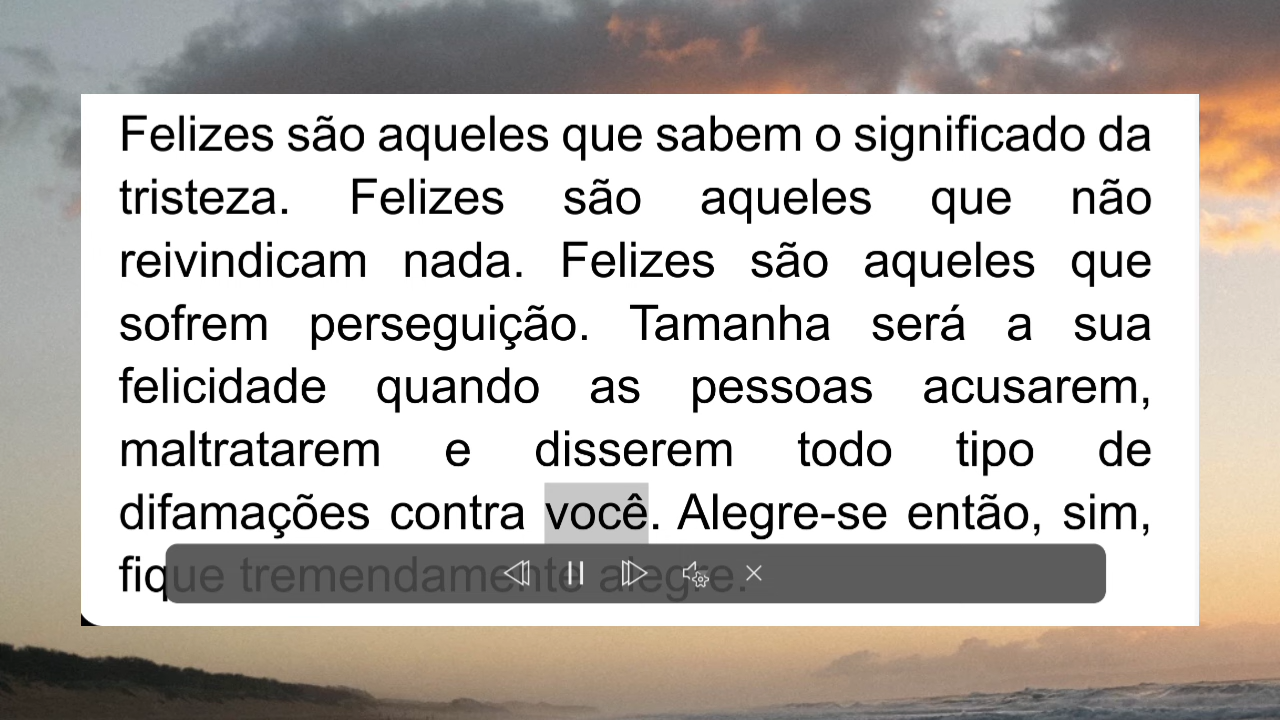 Felizes são aqueles que sabem o significado da
tristeza. Felizes são aqueles que não
reivindicam nada. Felizes são aqueles que
sofrem perseguição. Tamanha será a sua
felicidade quando as pessoas acusarem,
maltratarem e disserem todo tipo de
difamações contra você. Alegre-se então, sim,
fique tremendamente alegre.